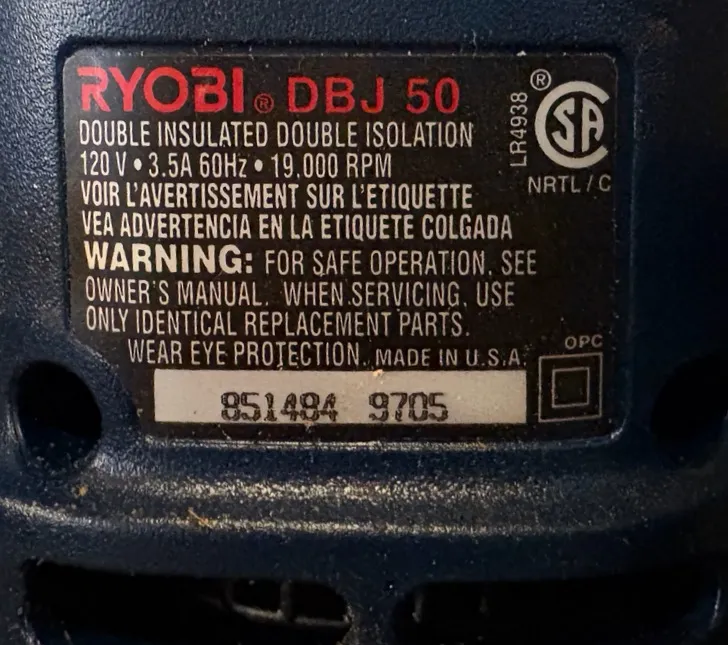 RYOBI ® DBJ 50
DOUBLE INSULATED DOUBLE ISOLATION
120 V • 3.5A 60Hz • 19,000 RPM
VOIR L'AVERTISSEMENT SUR L'ETIQUETTE
VEA ADVERTENCIA EN LA ETIQUETE COLGADA
WARNING: FOR SAFE OPERATION, SEE
OWNER'S MANUAL. WHEN SERVICING, USE
ONLY IDENTICAL REPLACEMENT PARTS.
WEAR EYE PROTECTION. MADE IN U.S.A.
851484 9705
LR4938
®
SA
NRTL / C
OPC